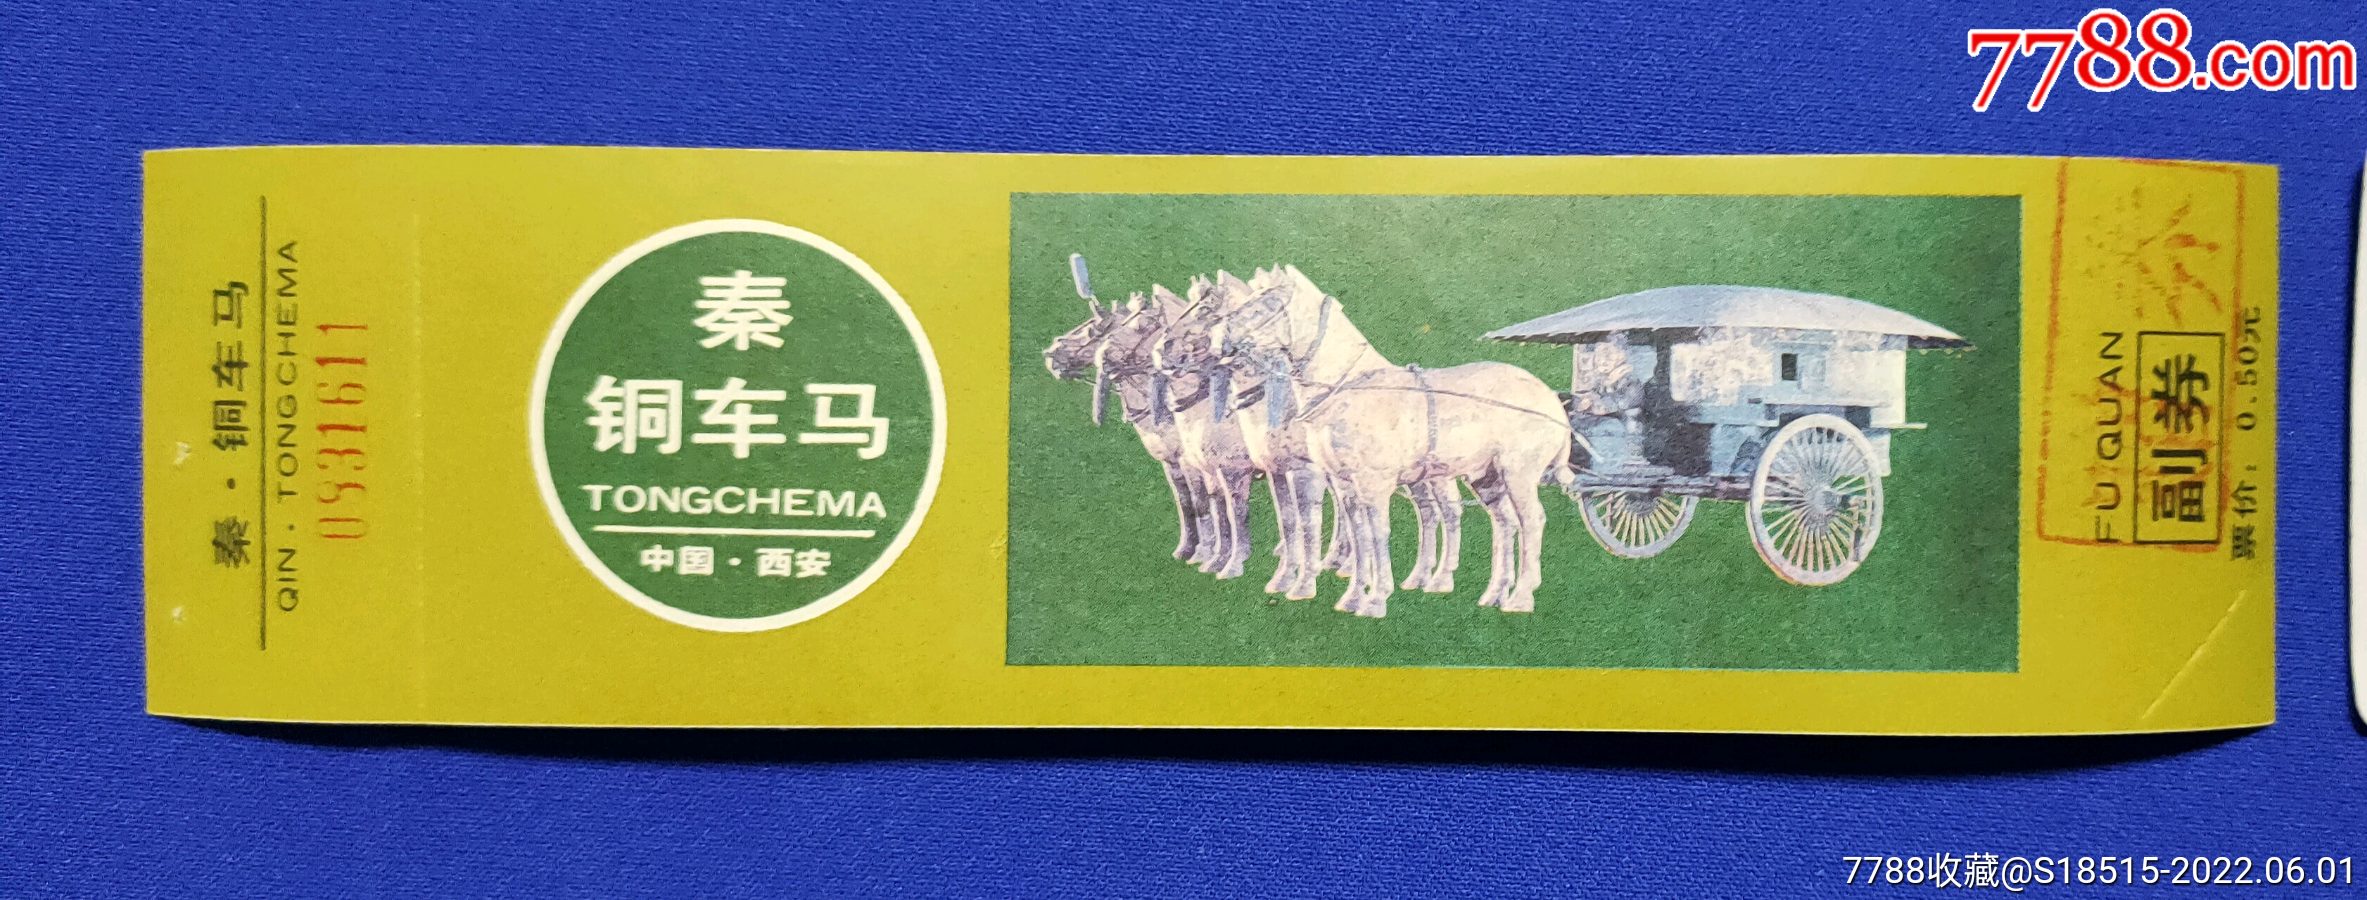 7788.com
秦·铜车马
QIN.TONGCHEMA
0931611
秦
铜车马
TONGCHEMA
中国·西安
FU QUAN
副券
票价：0.50元
7788收藏@S18515-2022.06.01